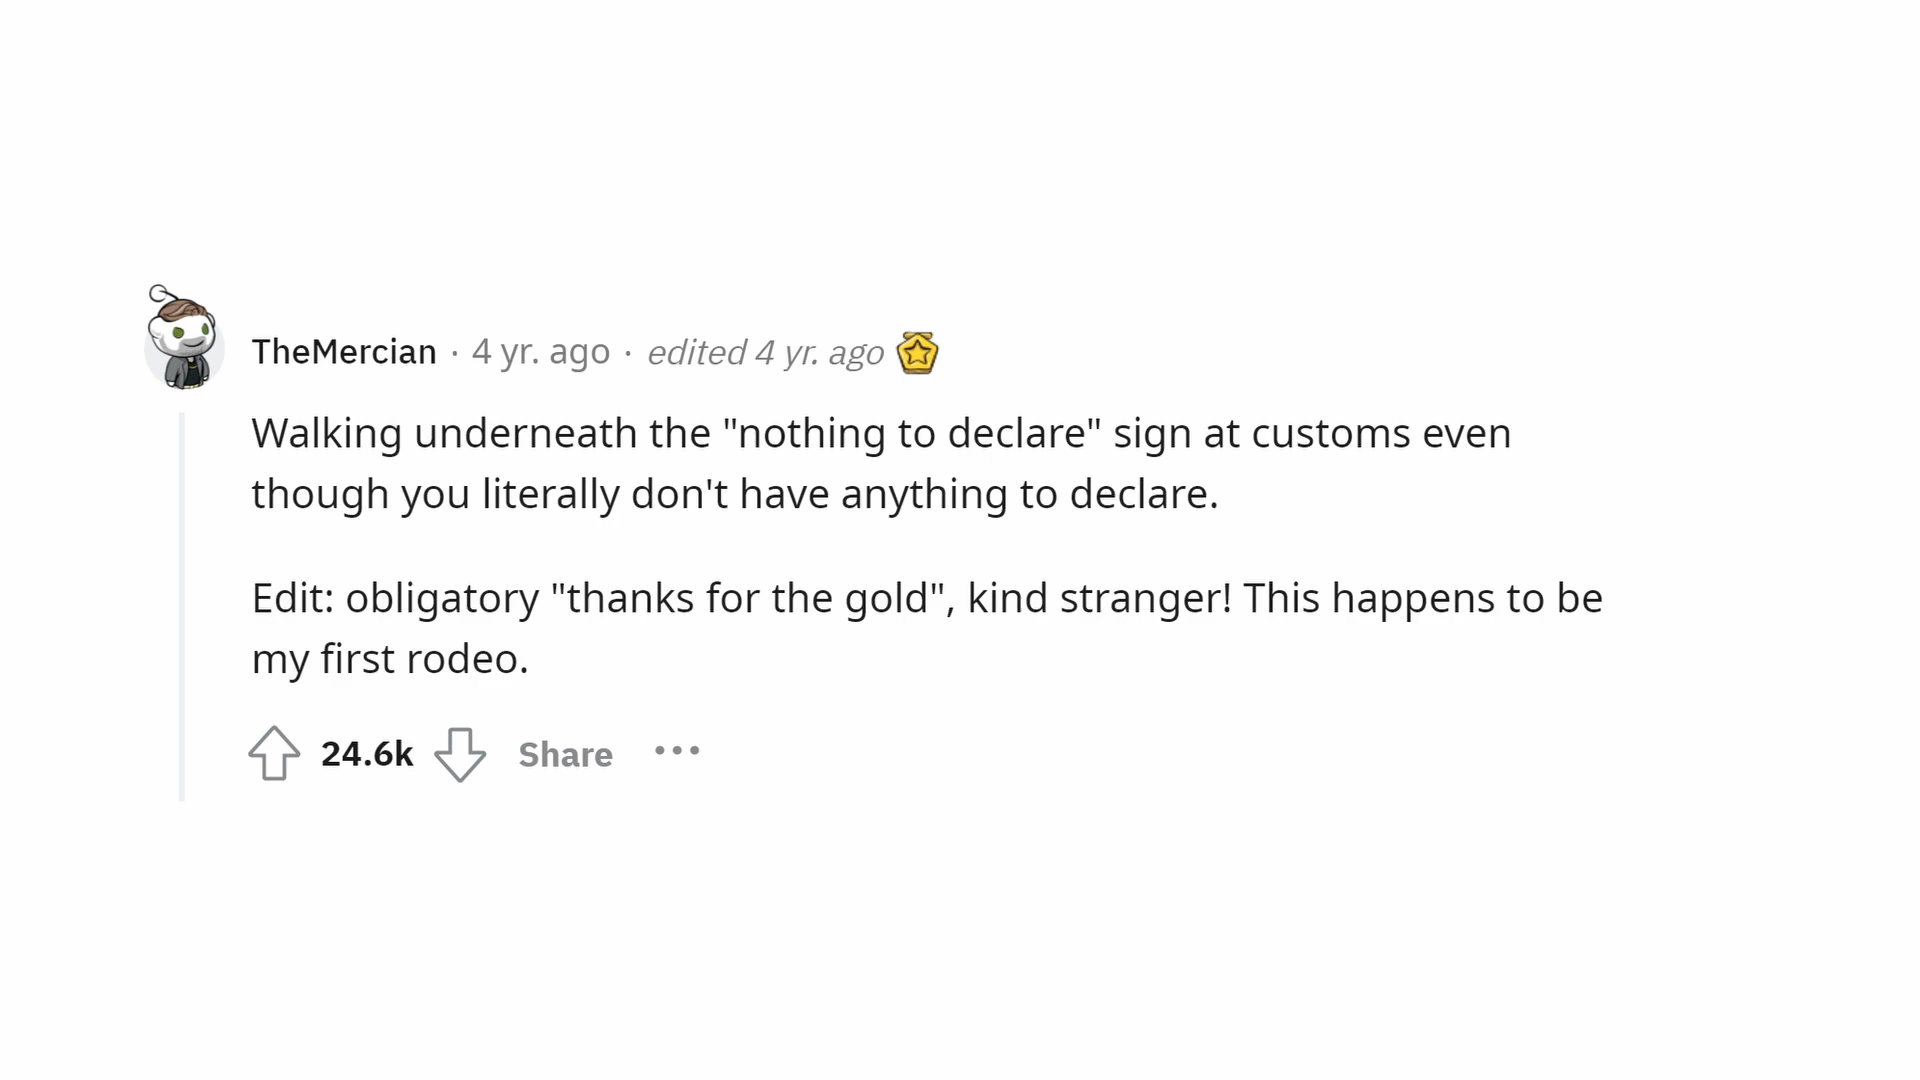 TheMercian · 4 yr. ago · edited 4 yr. ago
Walking underneath the "nothing to declare" sign at customs even
though you literally don't have anything to declare.
Edit: obligatory "thanks for the gold", kind stranger! This happens to be
my first rodeo.
24.6k Share ···